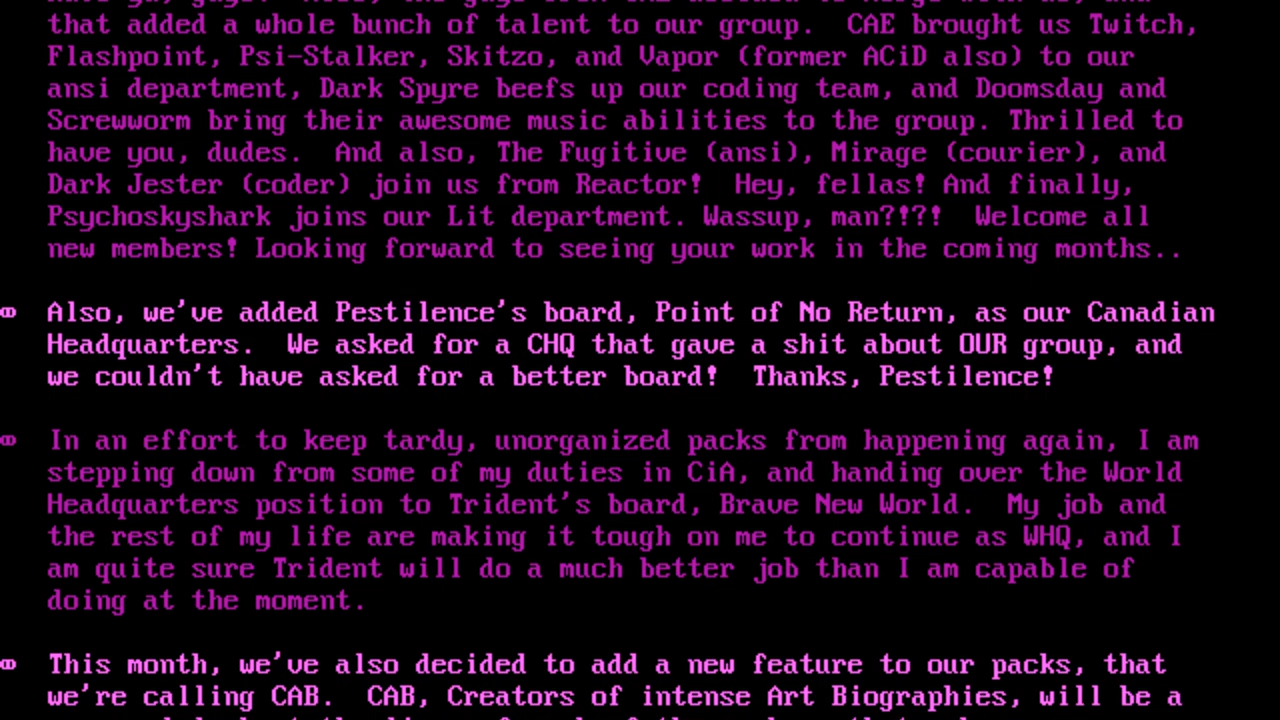 that added a whole bunch of talent to our group.  CAE brought us Twitch,
Flashpoint, Psi-Stalker, Skitzo, and Vapor (former ACiD also) to our
ansi department, Dark Spyre beefs up our coding team, and Doomsday and
Screwworm bring their awesome music abilities to the group. Thrilled to
have you, dudes.  And also, The Fugitive (ansi), Mirage (courier), and
Dark Jester (coder) join us from Reactor!  Hey, fellas! And finally,
Psychoskyshark joins our Lit department. Wassup, man?!?!  Welcome all
new members! Looking forward to seeing your work in the coming months..
Also, we've added Pestilence's board, Point of No Return, as our Canadian
Headquarters.  We asked for a CHQ that gave a shit about OUR group, and
we couldn't have asked for a better board!  Thanks, Pestilence!
In an effort to keep tardy, unorganized packs from happening again, I am
stepping down from some of my duties in CiA, and handing over the World
Headquarters position to Trident's board, Brave New World.  My job and
the rest of my life are making it tough on me to continue as WHQ, and I
am quite sure Trident will do a much better job than I am capable of
doing at the moment.
This month, we've also decided to add a new feature to our packs, that
we're calling CAB.  CAB, Creators of intense Art Biographies, will be a